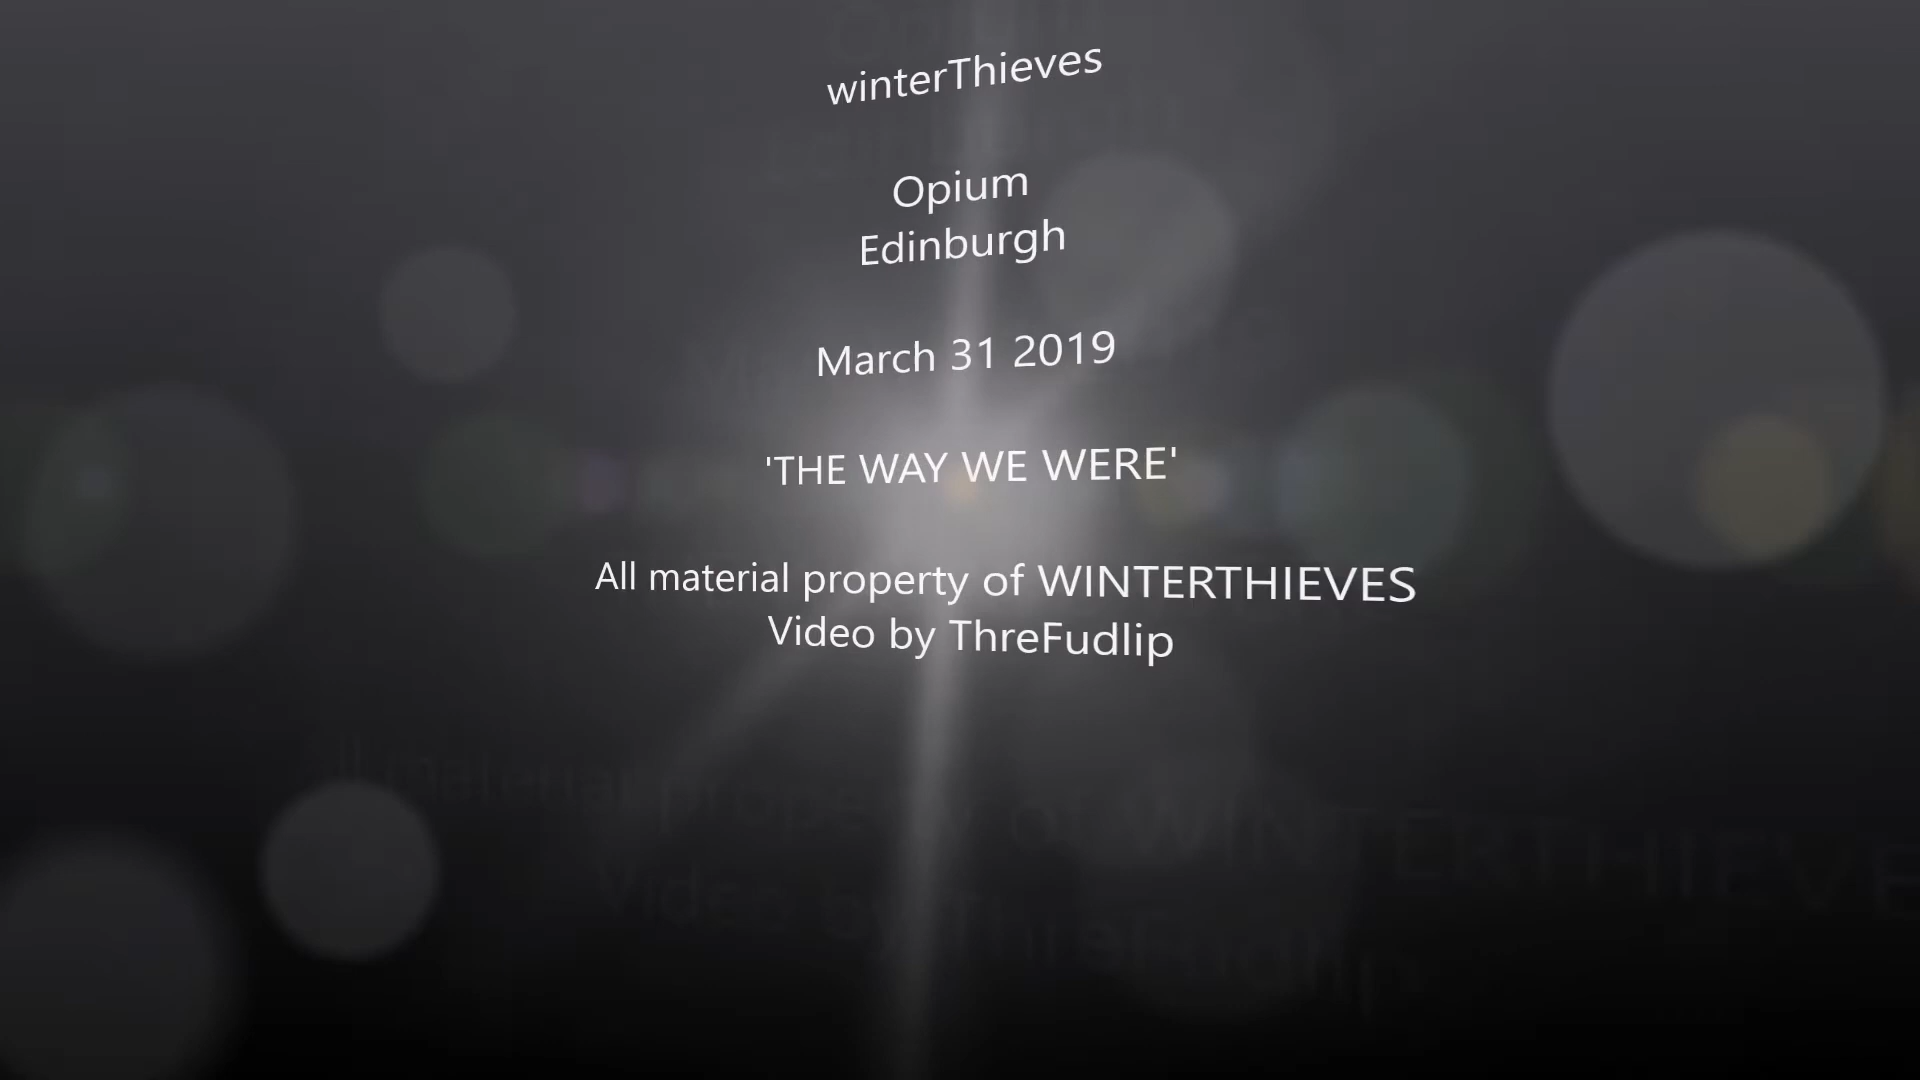 winterThieves
Opium
Edinburgh
March 31 2019
'THE WAY WE WERE'
All material property of WINTERTHIEVES
Video by ThreFudlip